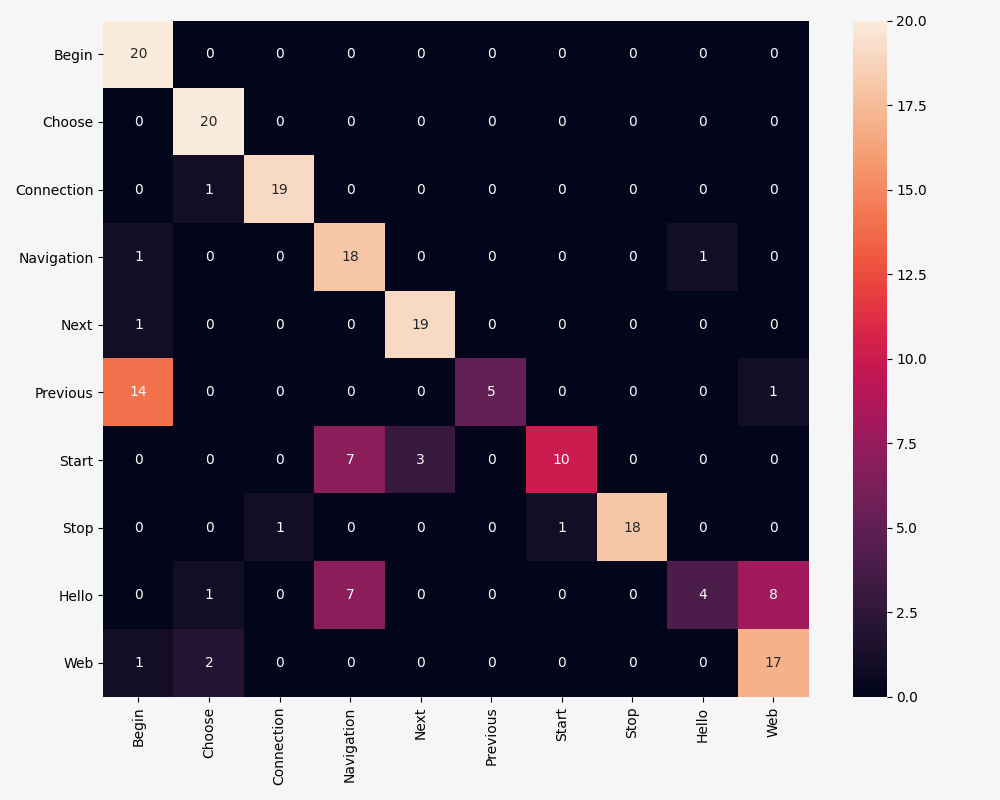 Begin 20 0 0 0 0 0 0 0 0 0
Choose 0 20 0 0 0 0 0 0 0 0
Connection 0 1 19 0 0 0 0 0 0 0
Navigation 1 0 0 18 0 0 0 0 1 0
Next 1 0 0 0 19 0 0 0 0 0
Previous 14 0 0 0 0 5 0 0 0 1
Start 0 0 0 7 3 0 10 0 0 0
Stop 0 0 1 0 0 0 1 18 0 0
Hello 0 1 0 7 0 0 0 0 4 8
Web 1 2 0 0 0 0 0 0 0 17
Begin Choose Connection Navigation Next Previous Start Stop Hello Web
20.0
17.5
15.0
12.5
10.0
7.5
5.0
2.5
0.0